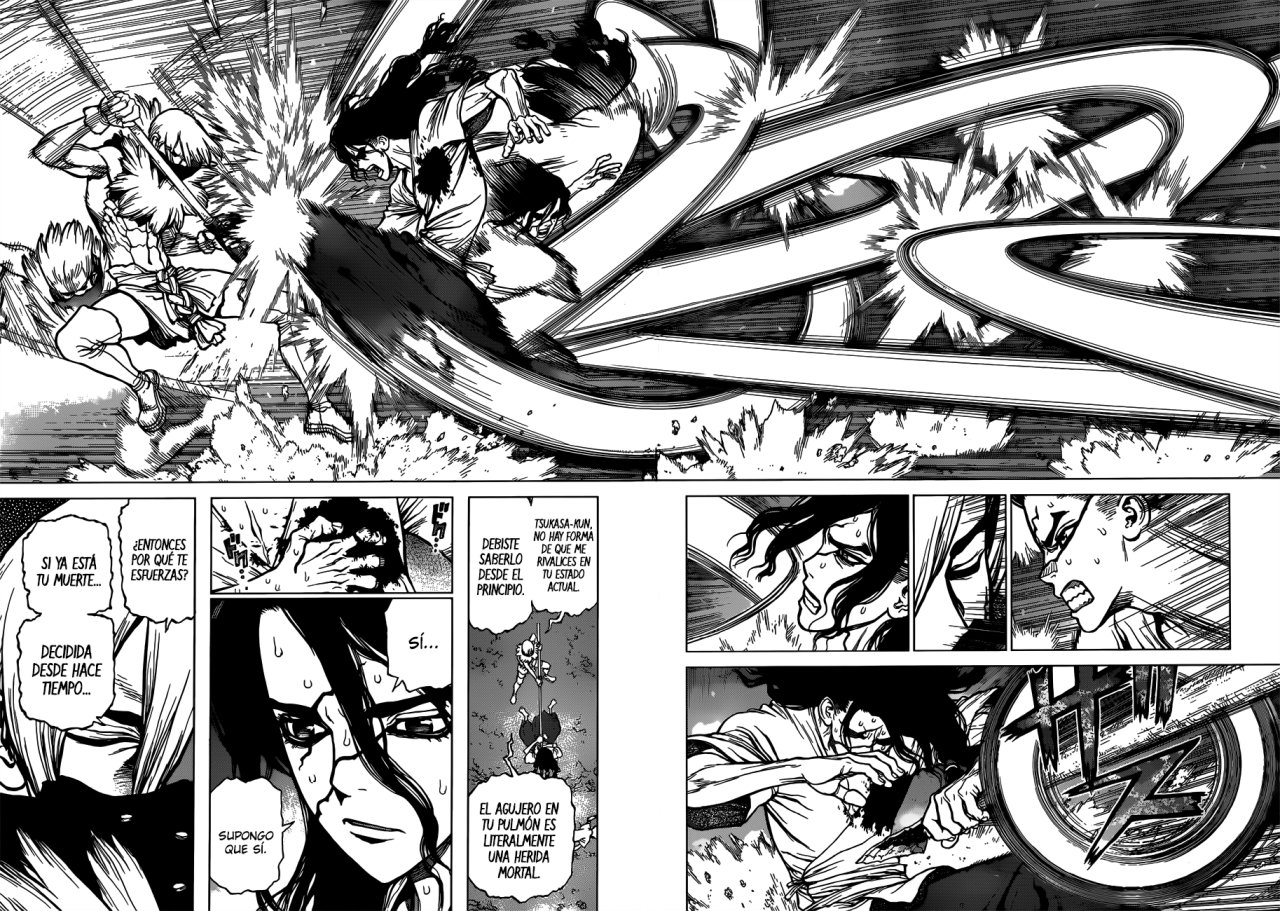 TSUKASA-KUN,
NO HAY FORMA
DE QUE ME
RIVALICES EN
TU ESTADO
ACTUAL.
DEBISTE
SABERLO
DESDE EL
PRINCIPIO.
EL AGUJERO EN
TU PULMÓN ES
LITERALMENTE
UNA HERIDA
MORTAL.
SÍ...
SUPONGO
QUE SÍ.
¿ENTONCES
POR QUÉ TE
ESFUERZAS?
SI YA ESTÁ
TU MUERTE...
DECIDIDA
DESDE HACE
TIEMPO...